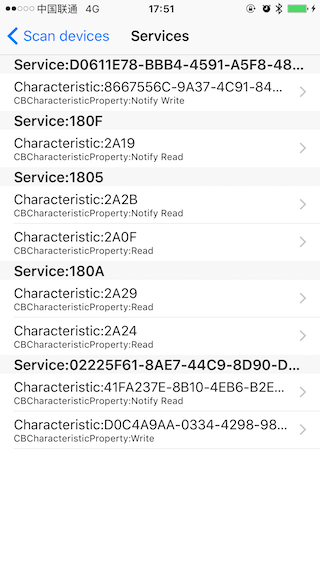 中国联通 4G 17:51
Scan devices Services
Service:D0611E78-BBB4-4591-A5F8-48...
Characteristic:8667556C-9A37-4C91-84...
CBCharacteristicProperty:Notify Write
Service:180F
Characteristic:2A19
CBCharacteristicProperty:Notify Read
Service:1805
Characteristic:2A2B
CBCharacteristicProperty:Notify Read
Characteristic:2A0F
CBCharacteristicProperty:Read
Service:180A
Characteristic:2A29
CBCharacteristicProperty:Read
Characteristic:2A24
CBCharacteristicProperty:Read
Service:02225F61-8AE7-44C9-8D90-D...
Characteristic:41FA237E-8B10-4EB6-B2E...
CBCharacteristicProperty:Notify Read
Characteristic:D0C4A9AA-0334-4298-98...
CBCharacteristicProperty:Write